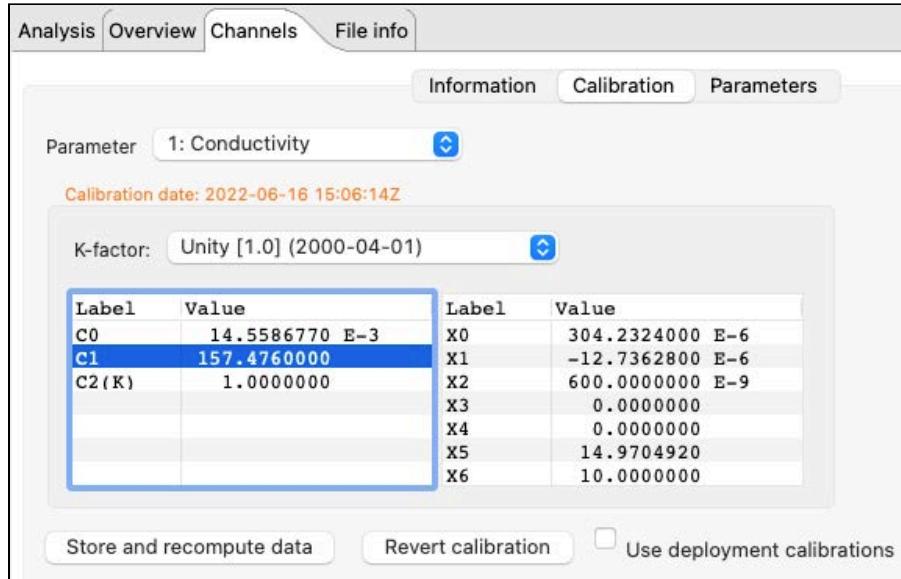 Analysis Overview Channels File info
Information Calibration Parameters
Parameter 1: Conductivity
Calibration date: 2022-06-16 15:06:14Z
K-factor: Unity [1.0] (2000-04-01)
Label Value Label Value
C0 14.5586770 E-3 X0 304.2324000 E-6
C1 157.4760000 X1 -12.7362800 E-6
C2(K) 1.0000000 X2 600.0000000 E-9
X3 0.0000000
X4 0.0000000
X5 14.9704920
X6 10.0000000
Store and recompute data Revert calibration Use deployment calibrations